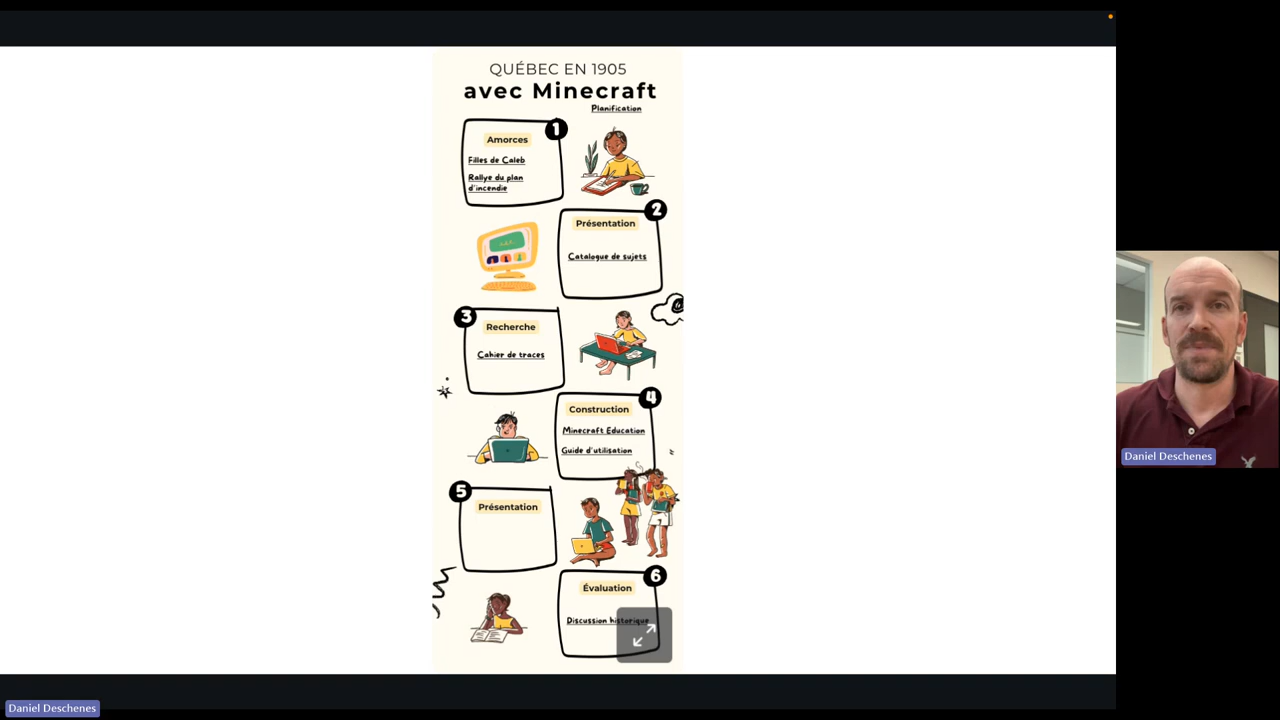 QUÉBEC EN 1905
avec Minecraft
Planification
1
Amorces
Filles de Caleb
Rallye du plan
d'incendie
2
Présentation
Catalogue de sujets
3
Recherche
Cahier de traces
4
Construction
Minecraft Education
Guide d'utilisation
5
Présentation
6
Évaluation
Discussion historique
Daniel Deschenes
Daniel Deschenes